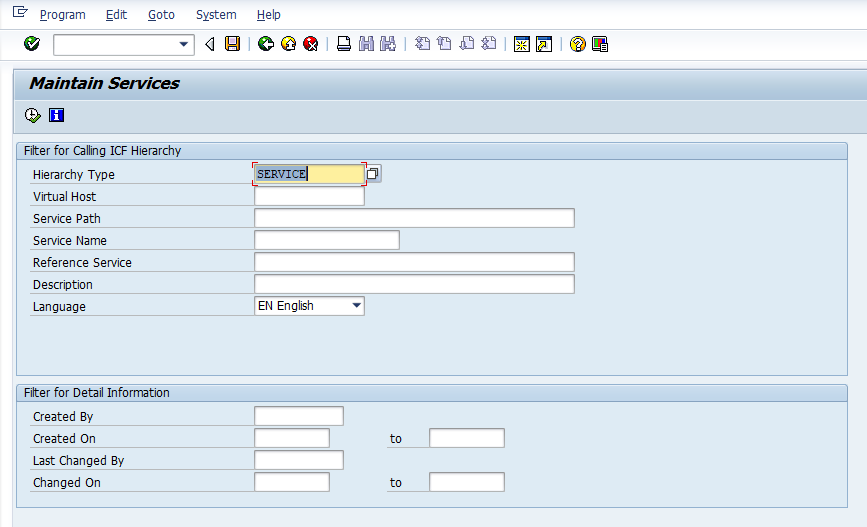 Program Edit Goto System Help
Maintain Services
Filter for Calling ICF Hierarchy
Hierarchy Type SERVICE
Virtual Host
Service Path
Service Name
Reference Service
Description
Language EN English
Filter for Detail Information
Created By
Created On to
Last Changed By
Changed On to